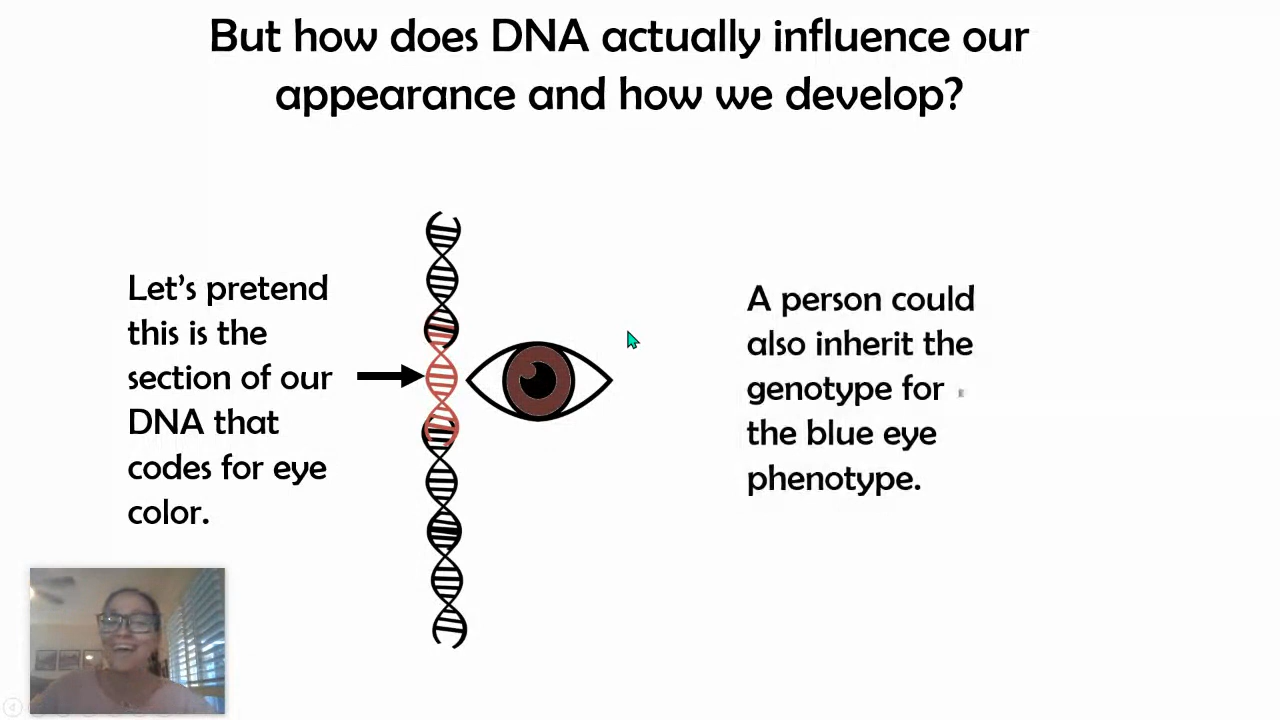 But how does DNA actually influence our
appearance and how we develop?
Let's pretend
this is the
section of our
DNA that
codes for eye
color.
A person could
also inherit the
genotype for
the blue eye
phenotype.